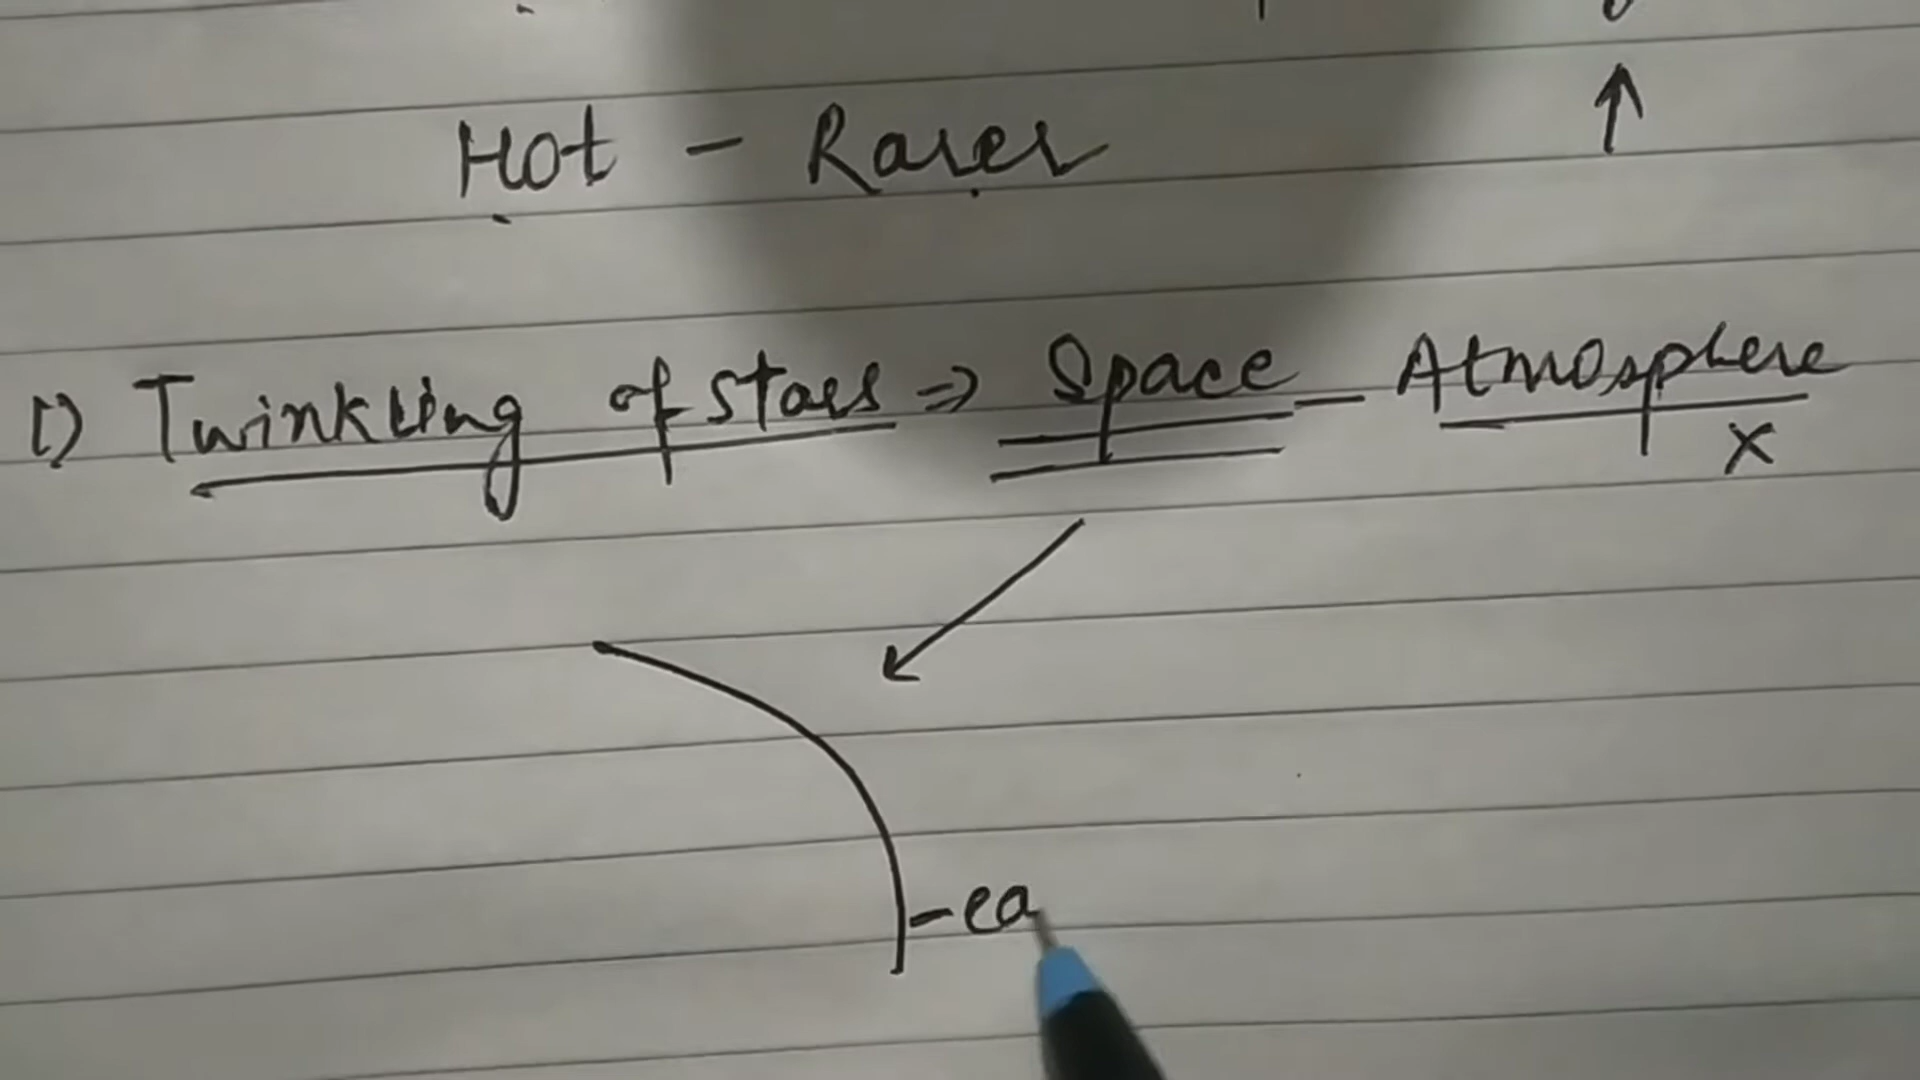 Hot - Rarer
1) Twinkling of stars => Space - Atmosphere
x
- ea